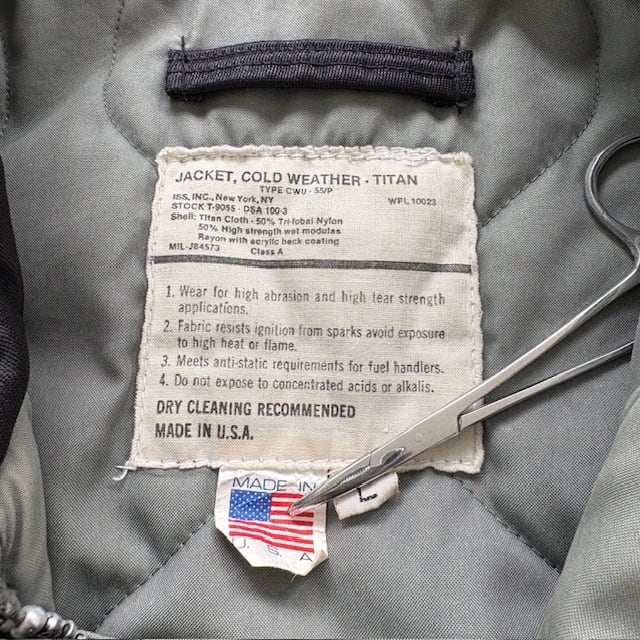 JACKET, COLD WEATHER - TITAN
TYPE CWU - 55/P
ISS, INC., New York, NY WPL 10023
STOCK T-9055 - DSA 100-3
Shell: Titan Cloth - 50% Tri-lobal Nylon
50% High strength wet modulas
Rayon with acrylic back coating
MIL-J84573 Class A
1. Wear for high abrasion and high tear strength
applications.
2. Fabric resists ignition from sparks avoid exposure
to high heat or flame.
3. Meets anti-static requirements for fuel handlers.
4. Do not expose to concentrated acids or alkalis.
DRY CLEANING RECOMMENDED
MADE IN U.S.A.
MADE IN
U. S. A
L